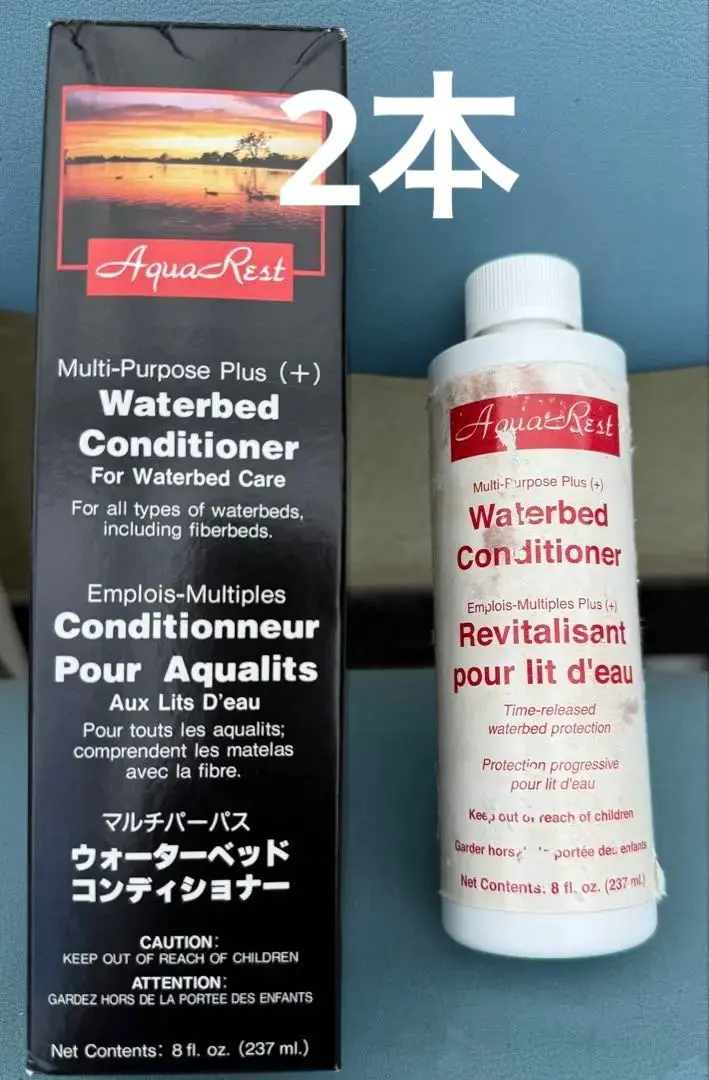 2本
AquaRest
Multi-Purpose Plus (+)
Waterbed
Conditioner
For Waterbed Care
For all types of waterbeds,
including fiberbeds.
Emplois-Multiples
Conditionneur
Pour Aqualits
Aux Lits D'eau
Pour touts les aqualits;
comprendent les matelas
avec la fibre.
マルチパーパス
ウォーターベッド
コンディショナー
CAUTION:
KEEP OUT OF REACH OF CHILDREN
ATTENTION:
GARDEZ HORS DE LA PORTEE DES ENFANTS
Net Contents: 8 fl. oz. (237 ml.)
AquaRest
Multi-Purpose Plus (+)
Waterbed
Conditioner
Emplois-Multiples Plus (+)
Revitalisant
pour lit d'eau
Time-released
waterbed protection
Protection progressive
pour lit d'eau
Keep out of reach of children
Garder hors portée des enfants
Net Contents: 8 fl. oz. (237 ml.)